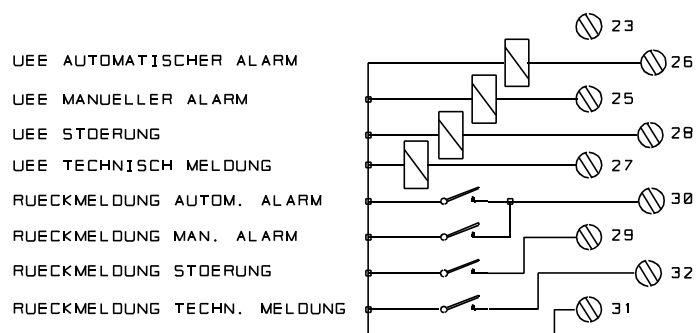 23
UEE AUTOMATISCHER ALARM 26
UEE MANUELLER ALARM 25
UEE STOERUNG 28
UEE TECHNISCH MELDUNG 27
RUECKMELDUNG AUTOM. ALARM 30
RUECKMELDUNG MAN. ALARM 29
RUECKMELDUNG STOERUNG 32
RUECKMELDUNG TECHN. MELDUNG 31